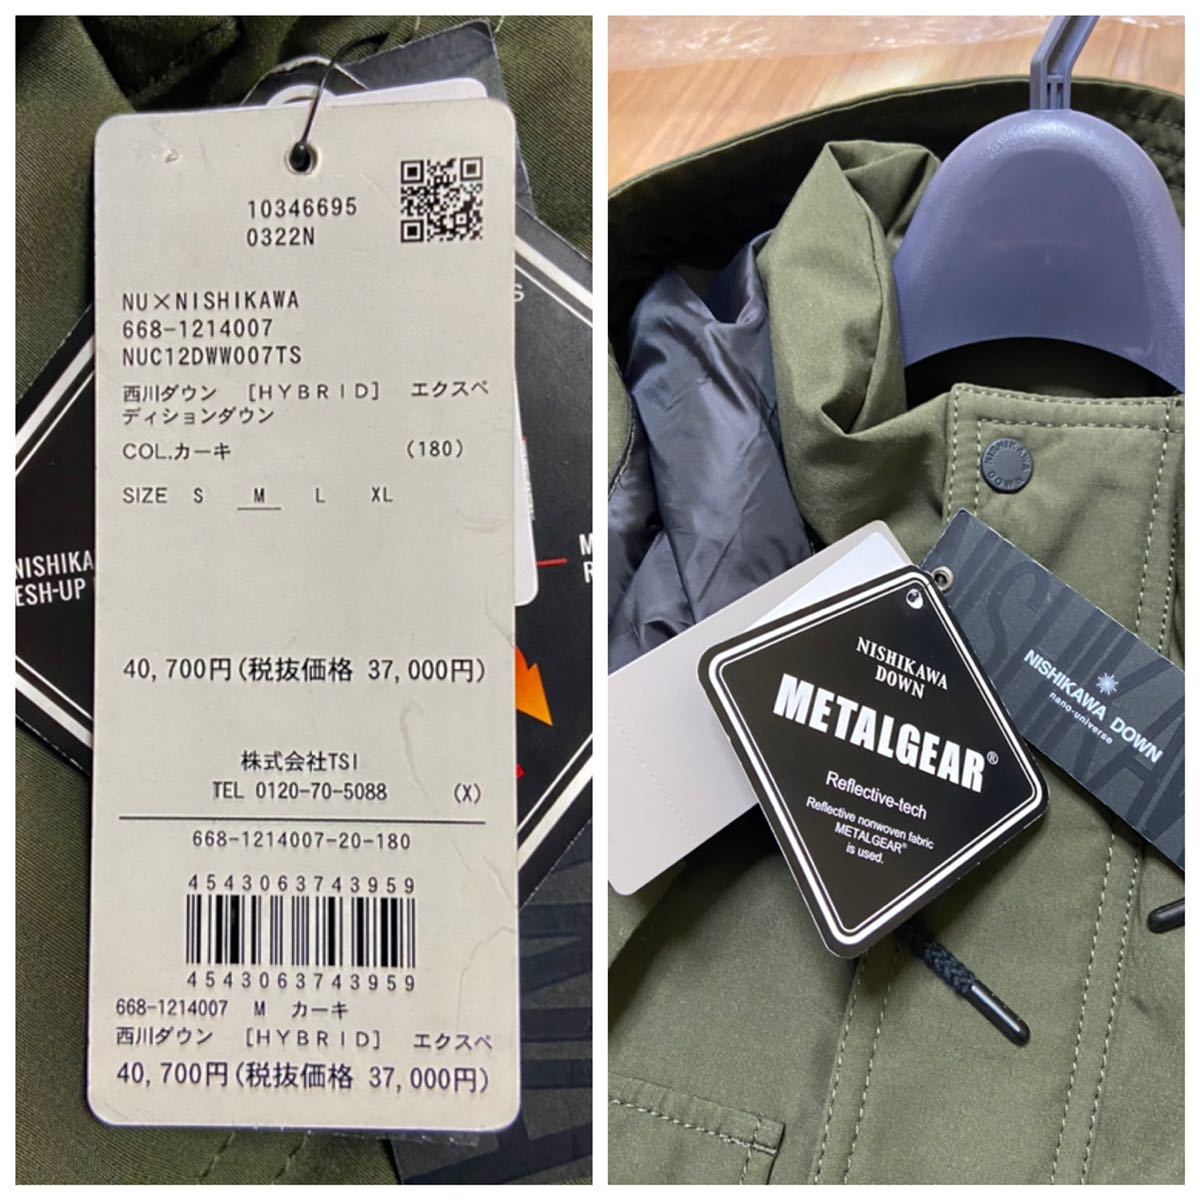 10346695
0322N
NU×NISHIKAWA
668-1214007
NUC12DWW007TS
西川ダウン ［HYBRID］ エクスペ
ディションダウン
COL.カーキ (180)
SIZE S M L XL
40,700円(税抜価格 37,000円)
株式会社TSI
TEL 0120-70-5088 (X)
668-1214007-20-180
4543063743959
4543063743959
668-1214007 M カーキ
西川ダウン ［HYBRID］ エクスペ
40,700円(税抜価格 37,000円)
NISHIKA
ESH-UP
NISHIKAWA
DOWN
NISHIKAWA
DOWN
METALGEAR®
Reflective-tech
Reflective nonwoven fabric
METALGEAR®
is used.
NISHIKAWA DOWN
nano·universe